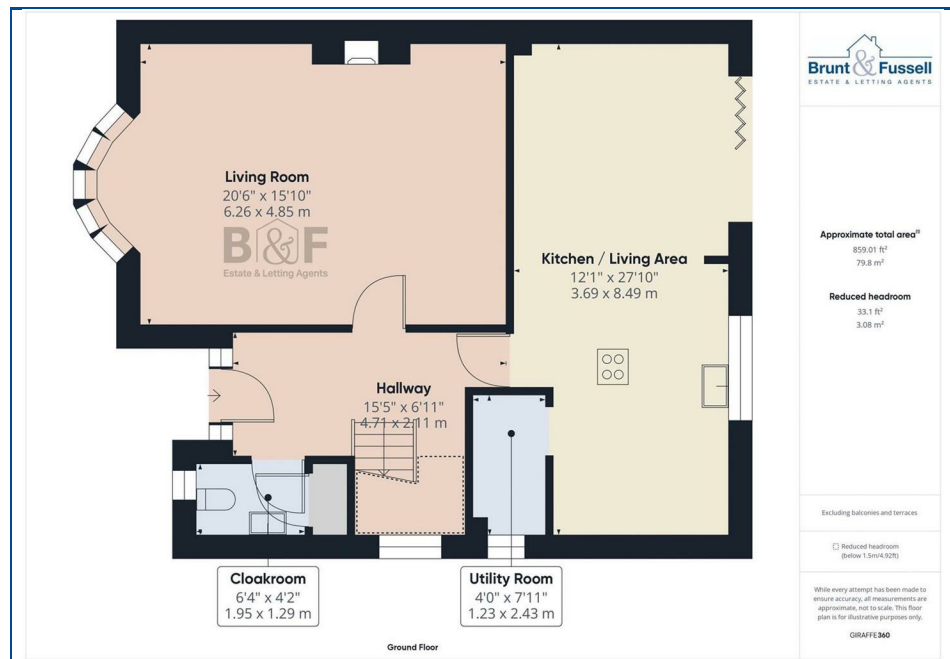 Living Room
20'6" x 15'10"
6.26 x 4.85 m
B&F
Estate & Letting Agents
Kitchen / Living Area
12'1" x 27'10"
3.69 x 8.49 m
Hallway
15'5" x 6'11"
4.71 x 2.11 m
Cloakroom
6'4" x 4'2"
1.95 x 1.29 m
Utility Room
4'0" x 7'11"
1.23 x 2.43 m
Ground Floor
Brunt & Fussell
ESTATE & LETTING AGENTS
Approximate total area⁽¹⁾
859.01 ft²
79.8 m²
Reduced headroom
33.1 ft²
3.08 m²
Excluding balconies and terraces
Reduced headroom
(below 1.5m/4.92ft)
While every attempt has been made to
ensure accuracy, all measurements are
approximate, not to scale. This floor
plan is for illustrative purposes only.
GIRAFFE360